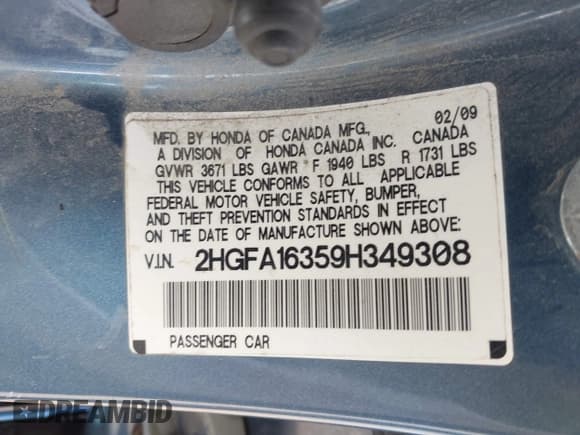 02/09
MFD. BY HONDA OF CANADA MFG.,
A DIVISION OF HONDA CANADA INC. CANADA
GVWR 3671 LBS GAWR F 1940 LBS R 1731 LBS
THIS VEHICLE CONFORMS TO ALL APPLICABLE
FEDERAL MOTOR VEHICLE SAFETY, BUMPER,
AND THEFT PREVENTION STANDARDS IN EFFECT
ON THE DATE OF MANUFACTURE SHOWN ABOVE:
V.I.N. 2HGFA16359H349308
PASSENGER CAR
DREAMBID